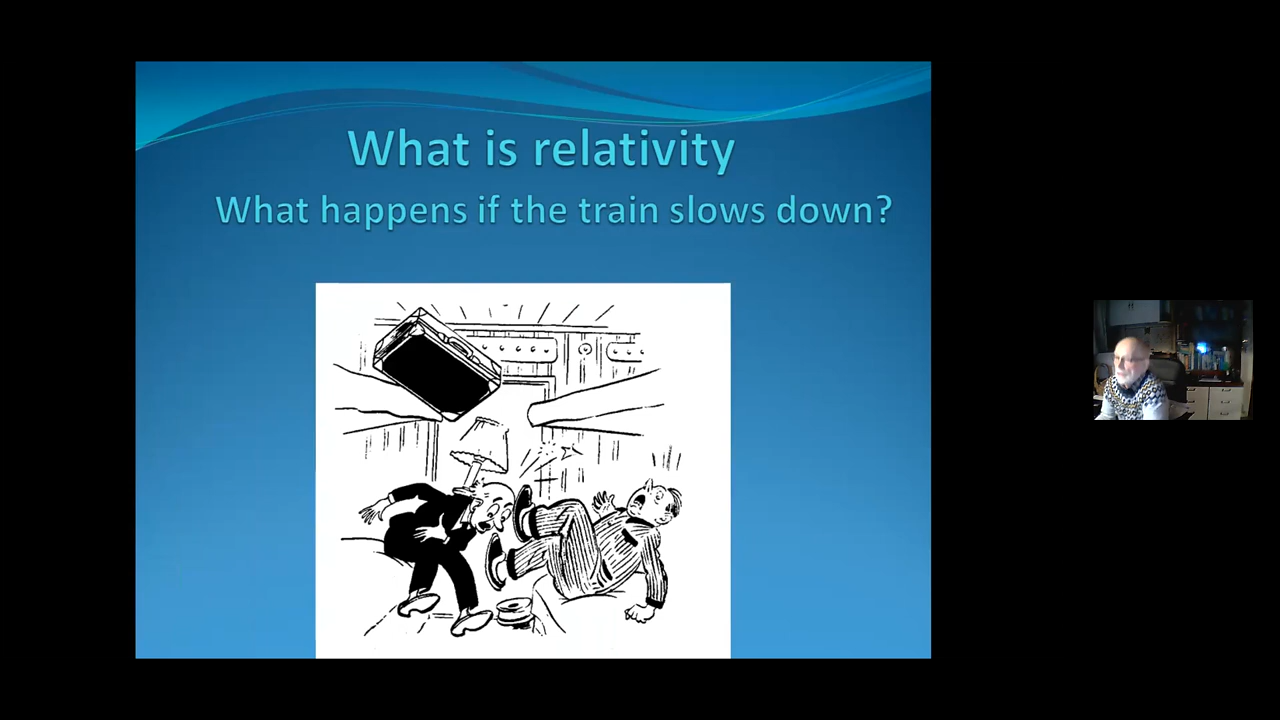 What is relativity
What happens if the train slows down?